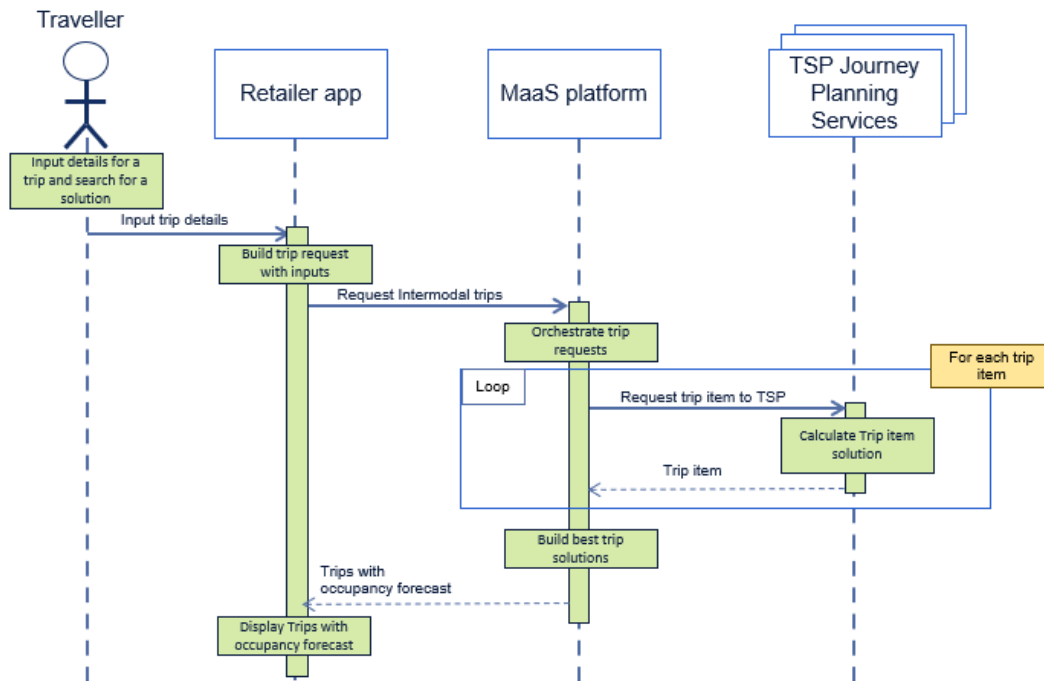 Traveller
Retailer app
MaaS platform
TSP Journey
Planning
Services
Input details for a
trip and search for a
solution
Input trip details
Build trip request
with inputs
Request Intermodal trips
Orchestrate trip
requests
For each trip
item
Loop
Request trip item to TSP
Calculate Trip item
solution
Trip item
Build best trip
solutions
Trips with
occupancy forecast
Display Trips with
occupancy forecast